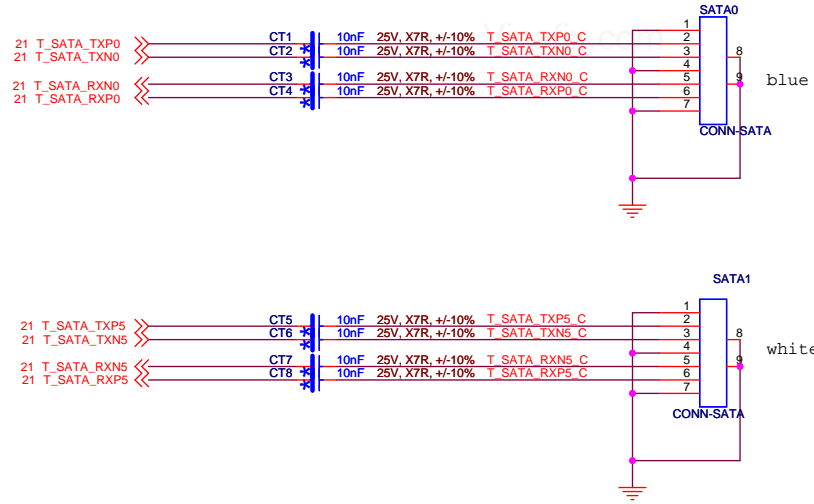 SATA0
1
21 T_SATA_TXP0 CT1 10nF 25V, X7R, +/-10% T_SATA_TXP0_C 2
21 T_SATA_TXN0 CT2 10nF 25V, X7R, +/-10% T_SATA_TXN0_C 3 8
4
21 T_SATA_RXN0 CT3 10nF 25V, X7R, +/-10% T_SATA_RXN0_C 5 9 blue
21 T_SATA_RXP0 CT4 10nF 25V, X7R, +/-10% T_SATA_RXP0_C 6
7
CONN-SATA
SATA1
1
21 T_SATA_TXP5 CT5 10nF 25V, X7R, +/-10% T_SATA_TXP5_C 2
21 T_SATA_TXN5 CT6 10nF 25V, X7R, +/-10% T_SATA_TXN5_C 3 8
4 white
21 T_SATA_RXN5 CT7 10nF 25V, X7R, +/-10% T_SATA_RXN5_C 5 9
21 T_SATA_RXP5 CT8 10nF 25V, X7R, +/-10% T_SATA_RXP5_C 6
7
CONN-SATA